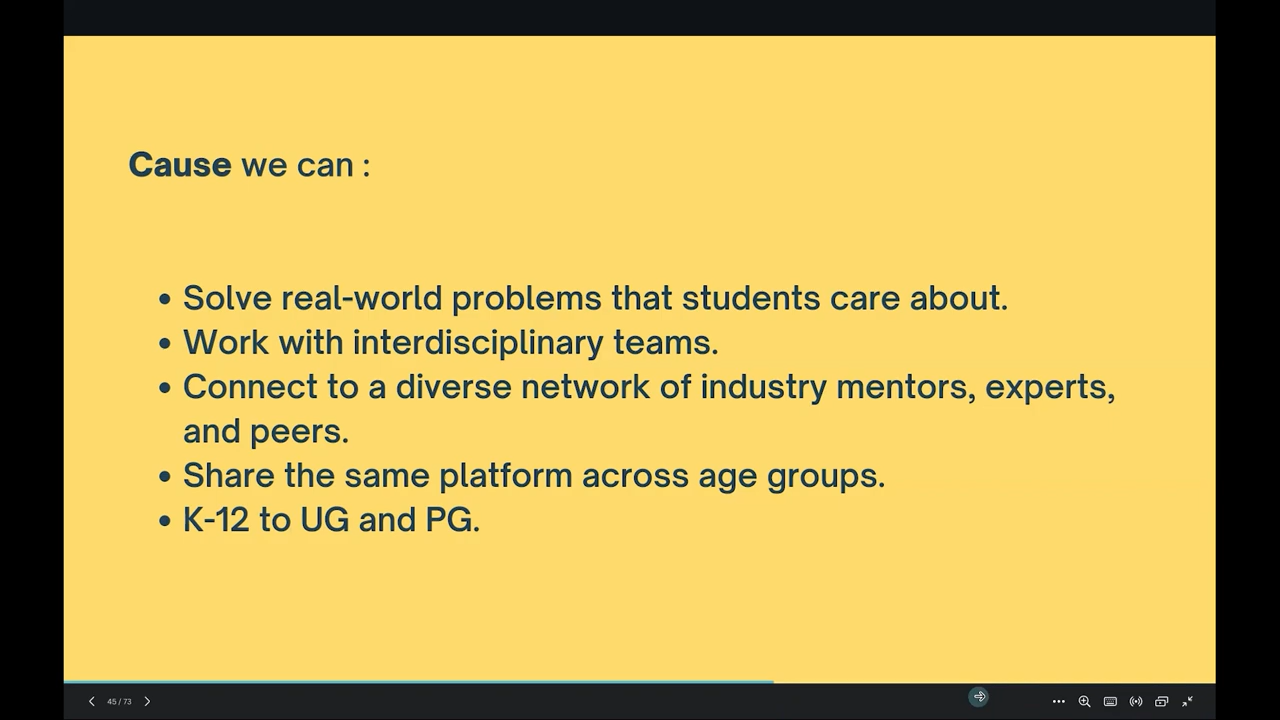 Cause we can :
• Solve real-world problems that students care about.
• Work with interdisciplinary teams.
• Connect to a diverse network of industry mentors, experts,
and peers.
• Share the same platform across age groups.
• K-12 to UG and PG.
45 / 73